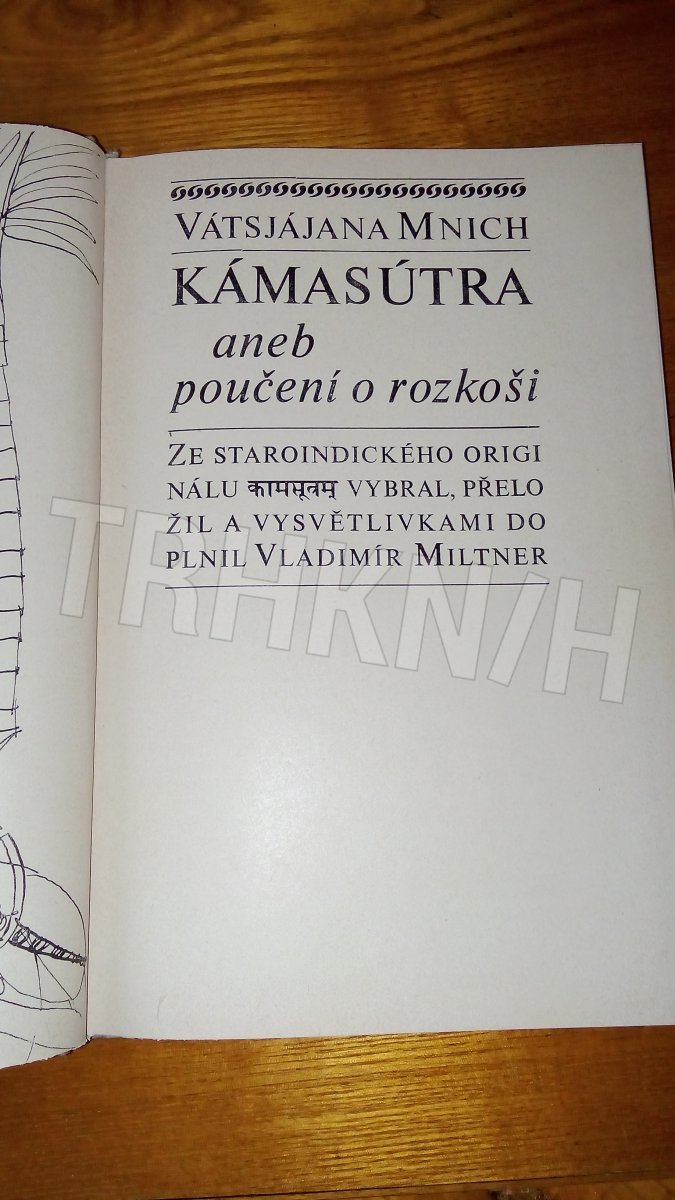 VÁTSJÁJANA MNICH
KÁMASÚTRA
aneb
poučení o rozkoši
ZE STAROINDICKÉHO ORIGI
NÁLU कामसूत्रम् VYBRAL, PŘELO
ŽIL A VYSVĚTLIVKAMI DO
PLNIL VLADIMÍR MILTNER
TRHKNIH